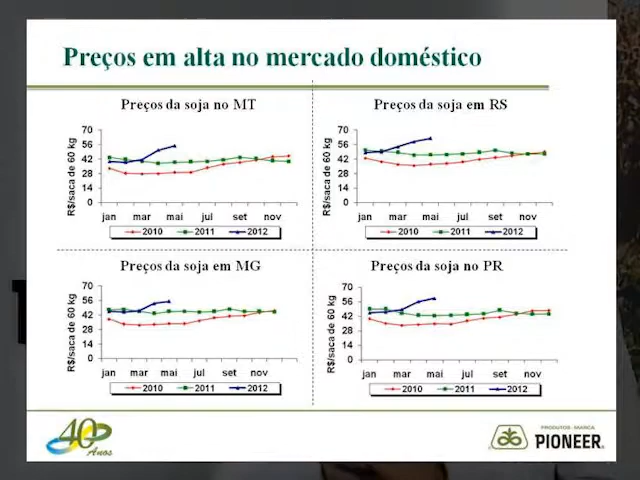 Preços em alta no mercado doméstico
Preços da soja no MT
R$/saca de 60 kg
70
56
42
28
14
0
jan mar mai jul set nov
2010 2011 2012
Preços da soja em RS
R$/saca de 60 kg
70
56
42
28
14
0
jan mar mai jul set nov
2010 2011 2012
Preços da soja em MG
R$/saca de 60 kg
70
56
42
28
14
0
jan mar mai jul set nov
2010 2011 2012
Preços da soja no PR
R$/saca de 60 kg
70
56
42
28
14
0
jan mar mai jul set nov
2010 2011 2012
40
Anos
PRODUTOS - MARCA
PIONEER